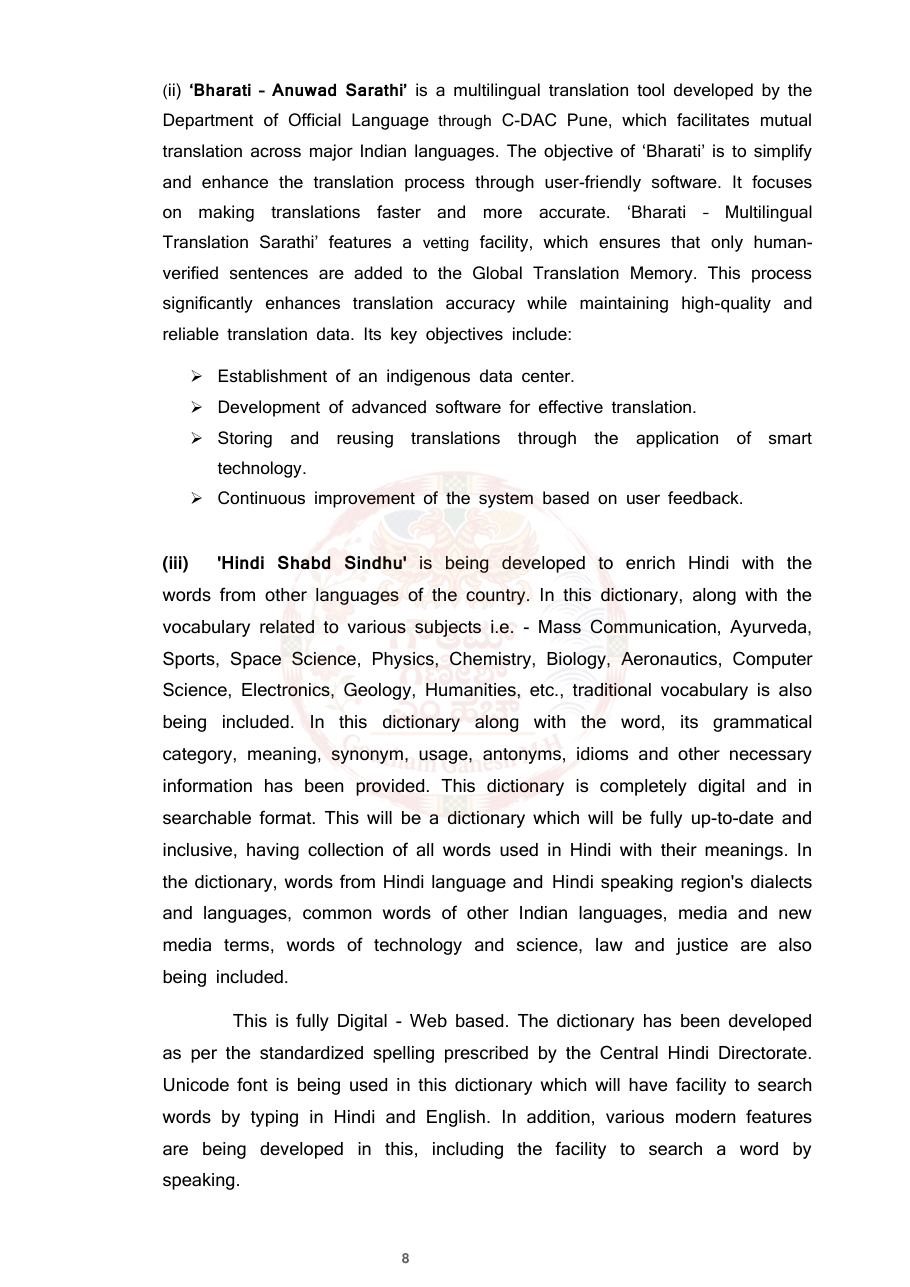 (ii) ‘Bharati – Anuwad Sarathi’ is a multilingual translation tool developed by the
Department of Official Language through C-DAC Pune, which facilitates mutual
translation across major Indian languages. The objective of ‘Bharati’ is to simplify
and enhance the translation process through user-friendly software. It focuses
on making translations faster and more accurate. ‘Bharati – Multilingual
Translation Sarathi’ features a vetting facility, which ensures that only human-
verified sentences are added to the Global Translation Memory. This process
significantly enhances translation accuracy while maintaining high-quality and
reliable translation data. Its key objectives include:
➢ Establishment of an indigenous data center.
➢ Development of advanced software for effective translation.
➢ Storing and reusing translations through the application of smart
technology.
➢ Continuous improvement of the system based on user feedback.
(iii) 'Hindi Shabd Sindhu' is being developed to enrich Hindi with the
words from other languages of the country. In this dictionary, along with the
vocabulary related to various subjects i.e. - Mass Communication, Ayurveda,
Sports, Space Science, Physics, Chemistry, Biology, Aeronautics, Computer
Science, Electronics, Geology, Humanities, etc., traditional vocabulary is also
being included. In this dictionary along with the word, its grammatical
category, meaning, synonym, usage, antonyms, idioms and other necessary
information has been provided. This dictionary is completely digital and in
searchable format. This will be a dictionary which will be fully up-to-date and
inclusive, having collection of all words used in Hindi with their meanings. In
the dictionary, words from Hindi language and Hindi speaking region's dialects
and languages, common words of other Indian languages, media and new
media terms, words of technology and science, law and justice are also
being included.
This is fully Digital - Web based. The dictionary has been developed
as per the standardized spelling prescribed by the Central Hindi Directorate.
Unicode font is being used in this dictionary which will have facility to search
words by typing in Hindi and English. In addition, various modern features
are being developed in this, including the facility to search a word by
speaking.
ಗೌತಮ್
ಗಣೇಶ್
ಎಂ ಹೆಚ್
Gautham Ganesh M H
8